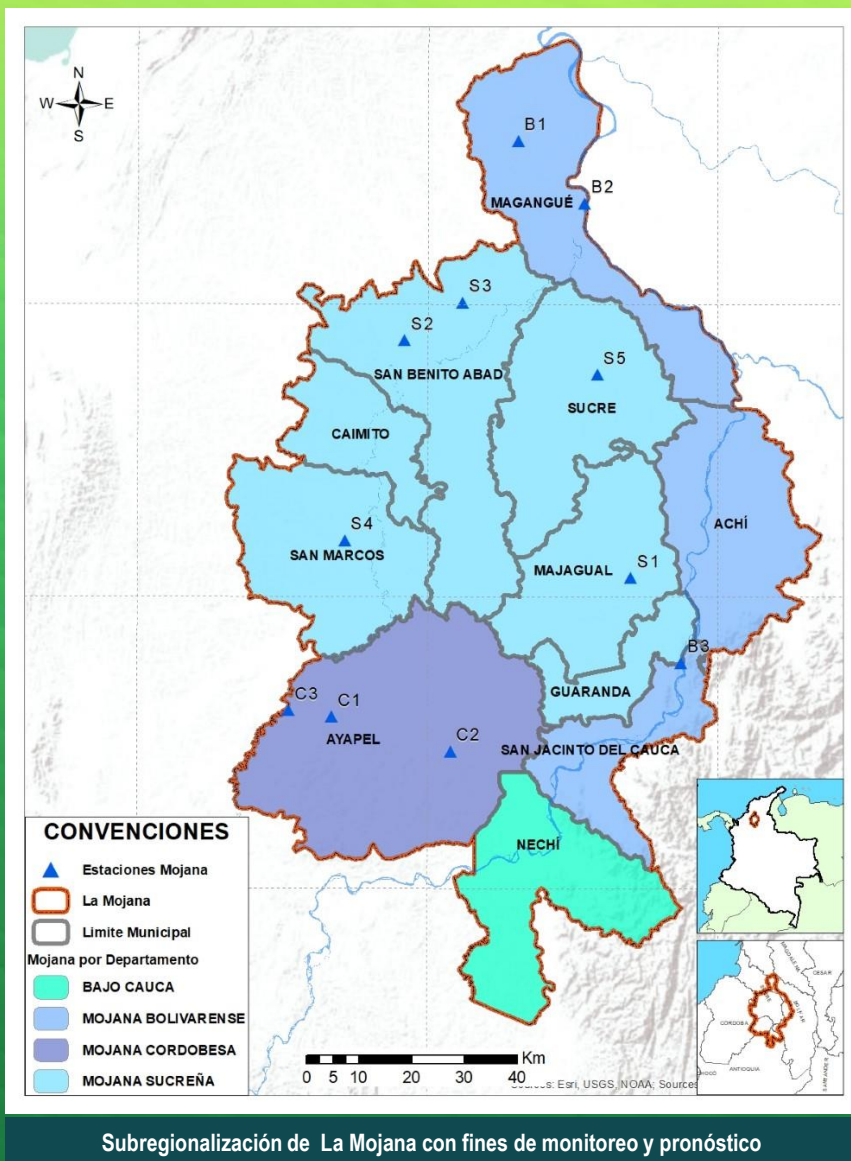 N
W
E
S
B1
B2
MAGANGUÉ
S3
S2
SAN BENITO ABAD
S5
SUCRE
CAIMITO
ACHÍ
S4
SAN MARCOS
MAJAGUAL
S1
B3
GUARANDA
C3
C1
AYAPEL
C2
SAN JACINTO DEL CAUCA
NECHÍ
CONVENCIONES
Estaciones Mojana
La Mojana
Limite Municipal
Mojana por Departamento
BAJO CAUCA
MOJANA BOLIVARENSE
MOJANA CORDOBESA
MOJANA SUCREÑA
Km
0 5 10 20 30 40
Sources: Esri, USGS, NOAA; Sources
CESAR
CORDOBA
ANTIOQUIA
Subregionalización de La Mojana con fines de monitoreo y pronóstico